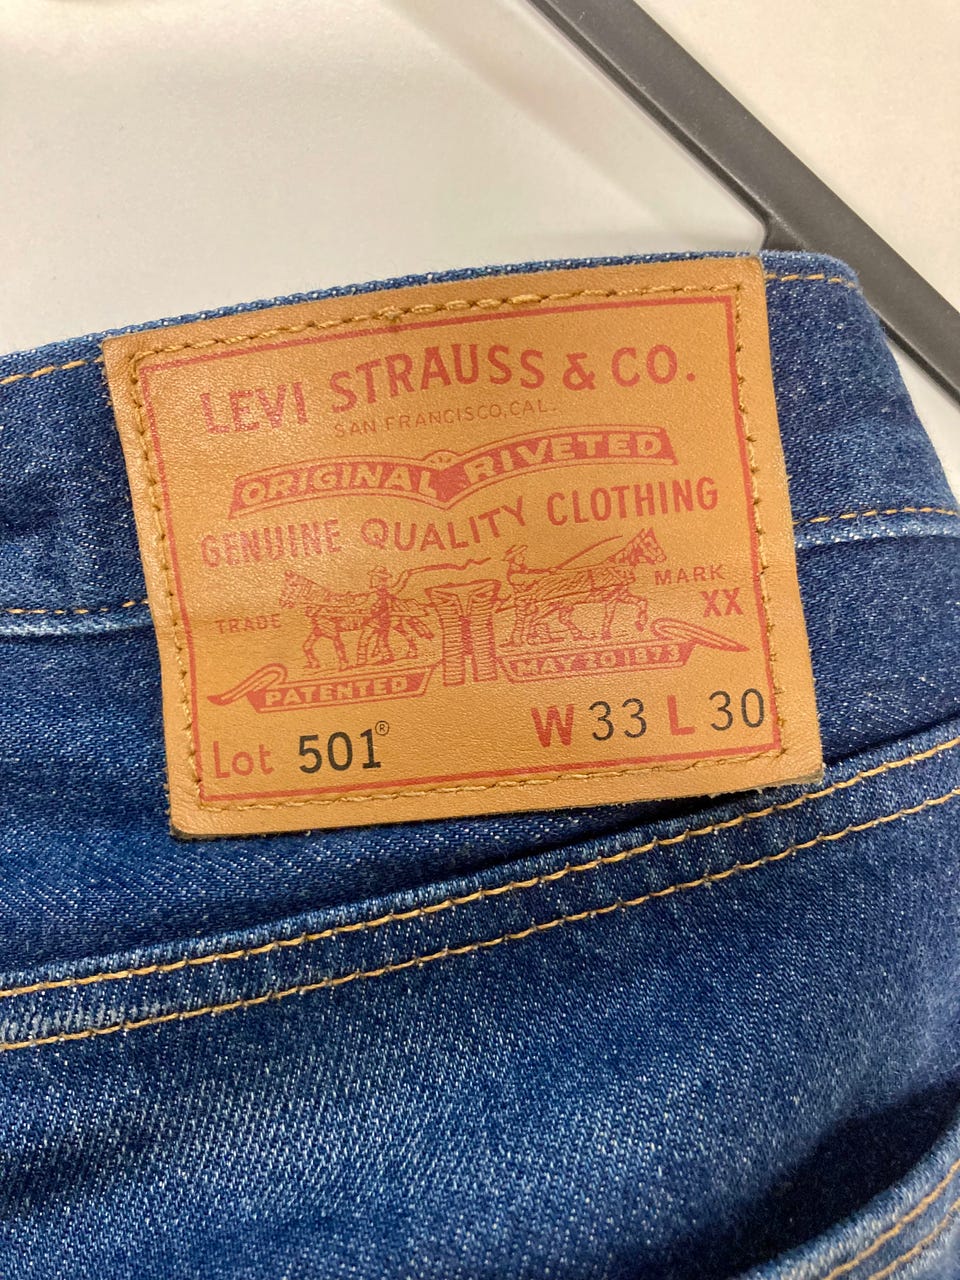 LEVI STRAUSS & CO.
SAN FRANCISCO, CAL.
ORIGINAL RIVETED
GENUINE QUALITY CLOTHING
TRADE MARK
XX
PATENTED MAY 20 1873
Lot 501® W 33 L 30